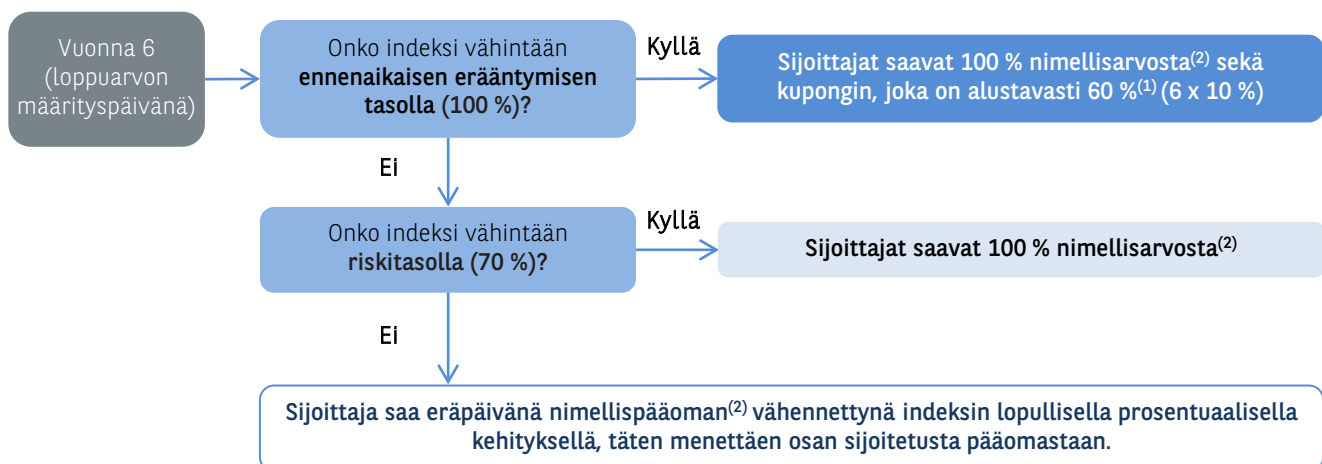 Vuonna 6
(loppuarvon
määrityspäivänä)
Onko indeksi vähintään
ennenaikaisen erääntymisen
tasolla (100 %)?
Kyllä
Sijoittajat saavat 100 % nimellisarvosta(2) sekä
kupongin, joka on alustavasti 60 %(1) (6 x 10 %)
Ei
Onko indeksi vähintään
riskitasolla (70 %)?
Kyllä
Sijoittajat saavat 100 % nimellisarvosta(2)
Ei
Sijoittaja saa eräpäivänä nimellispääoman(2) vähennettynä indeksin lopullisella prosentuaalisella
kehityksellä, täten menettäen osan sijoitetusta pääomastaan.